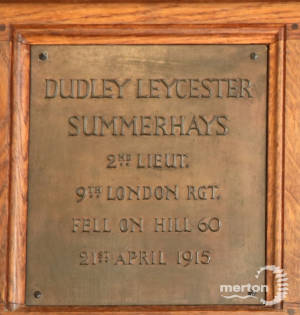 DUDLEY LEYCESTER
SUMMERHAYS
2ND LIEUT.
9TH LONDON RGT.
FELL ON HILL 60
21ST APRIL 1915
merton